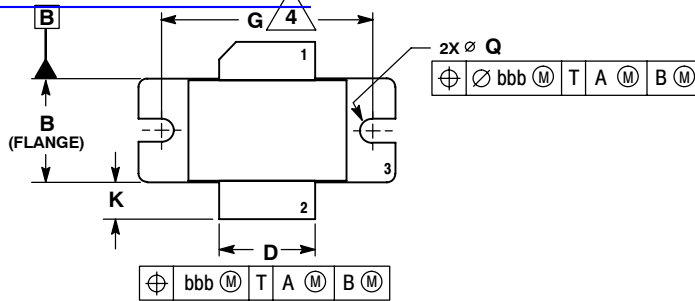 B
G 4
1
2X ⌀ Q
⌖ ⌀ bbb Ⓜ T A Ⓜ B Ⓜ
B
(FLANGE)
3
K
2
D
⌖ bbb Ⓜ T A Ⓜ B Ⓜ